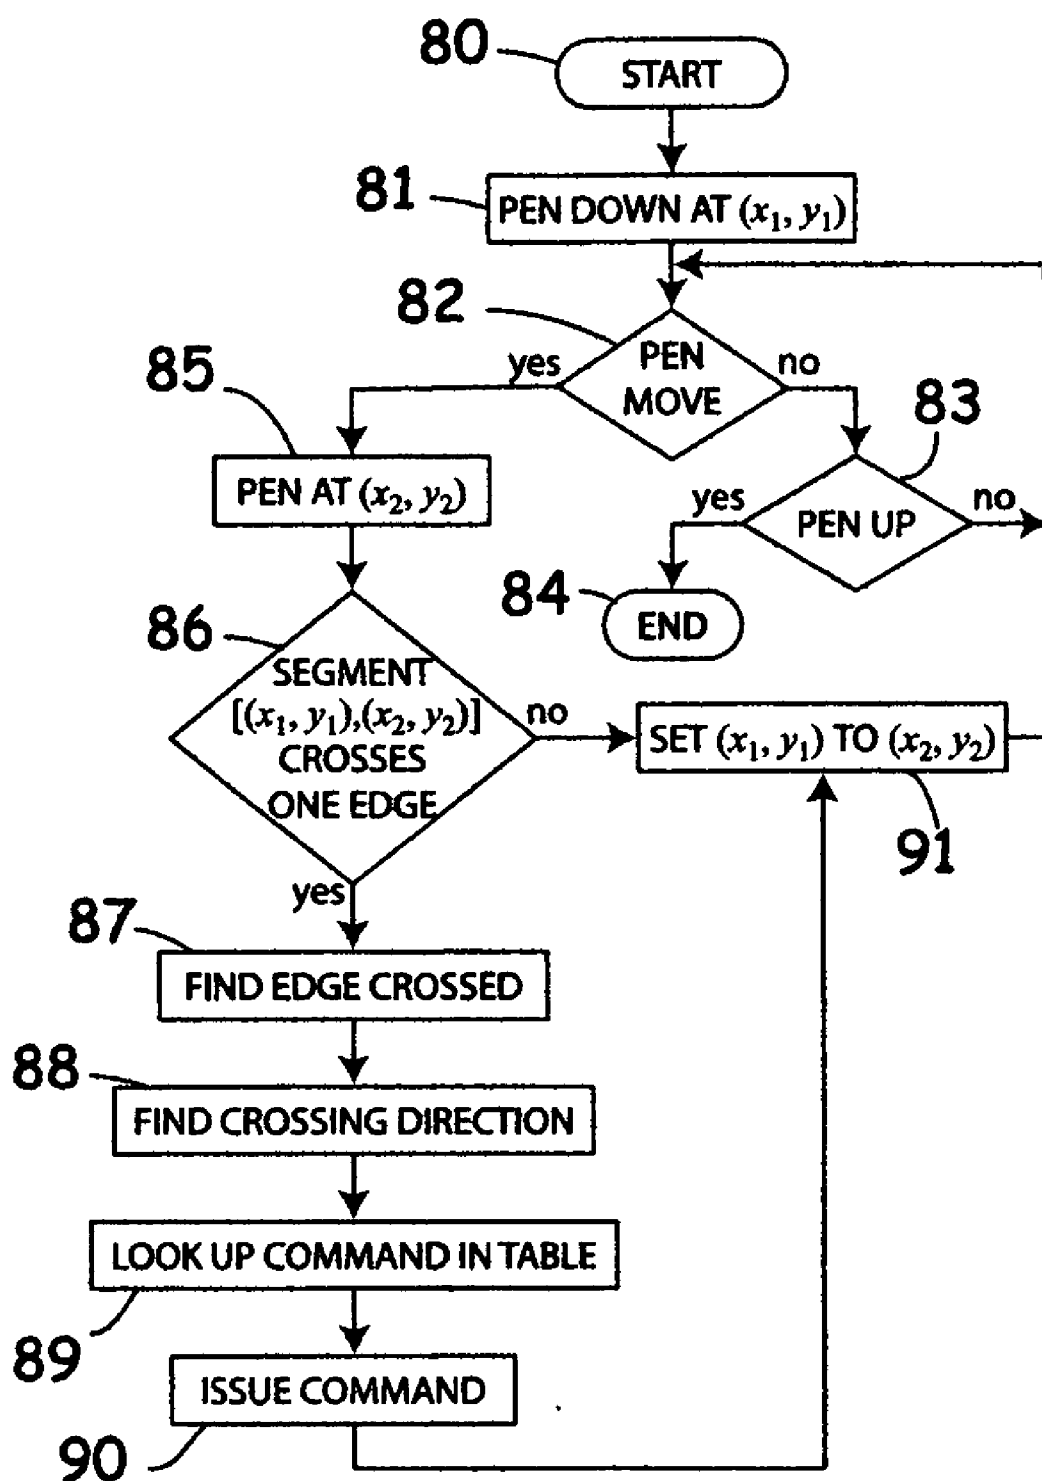 80
START
81
PEN DOWN AT (x₁, y₁)
82
PEN
MOVE
yes
no
85
PEN AT (x₂, y₂)
83
PEN UP
yes
no
84
END
86
SEGMENT
[(x₁, y₁),(x₂, y₂)]
CROSSES
ONE EDGE
no
SET (x₁, y₁) TO (x₂, y₂)
91
yes
87
FIND EDGE CROSSED
88
FIND CROSSING DIRECTION
LOOK UP COMMAND IN TABLE
89
ISSUE COMMAND
90